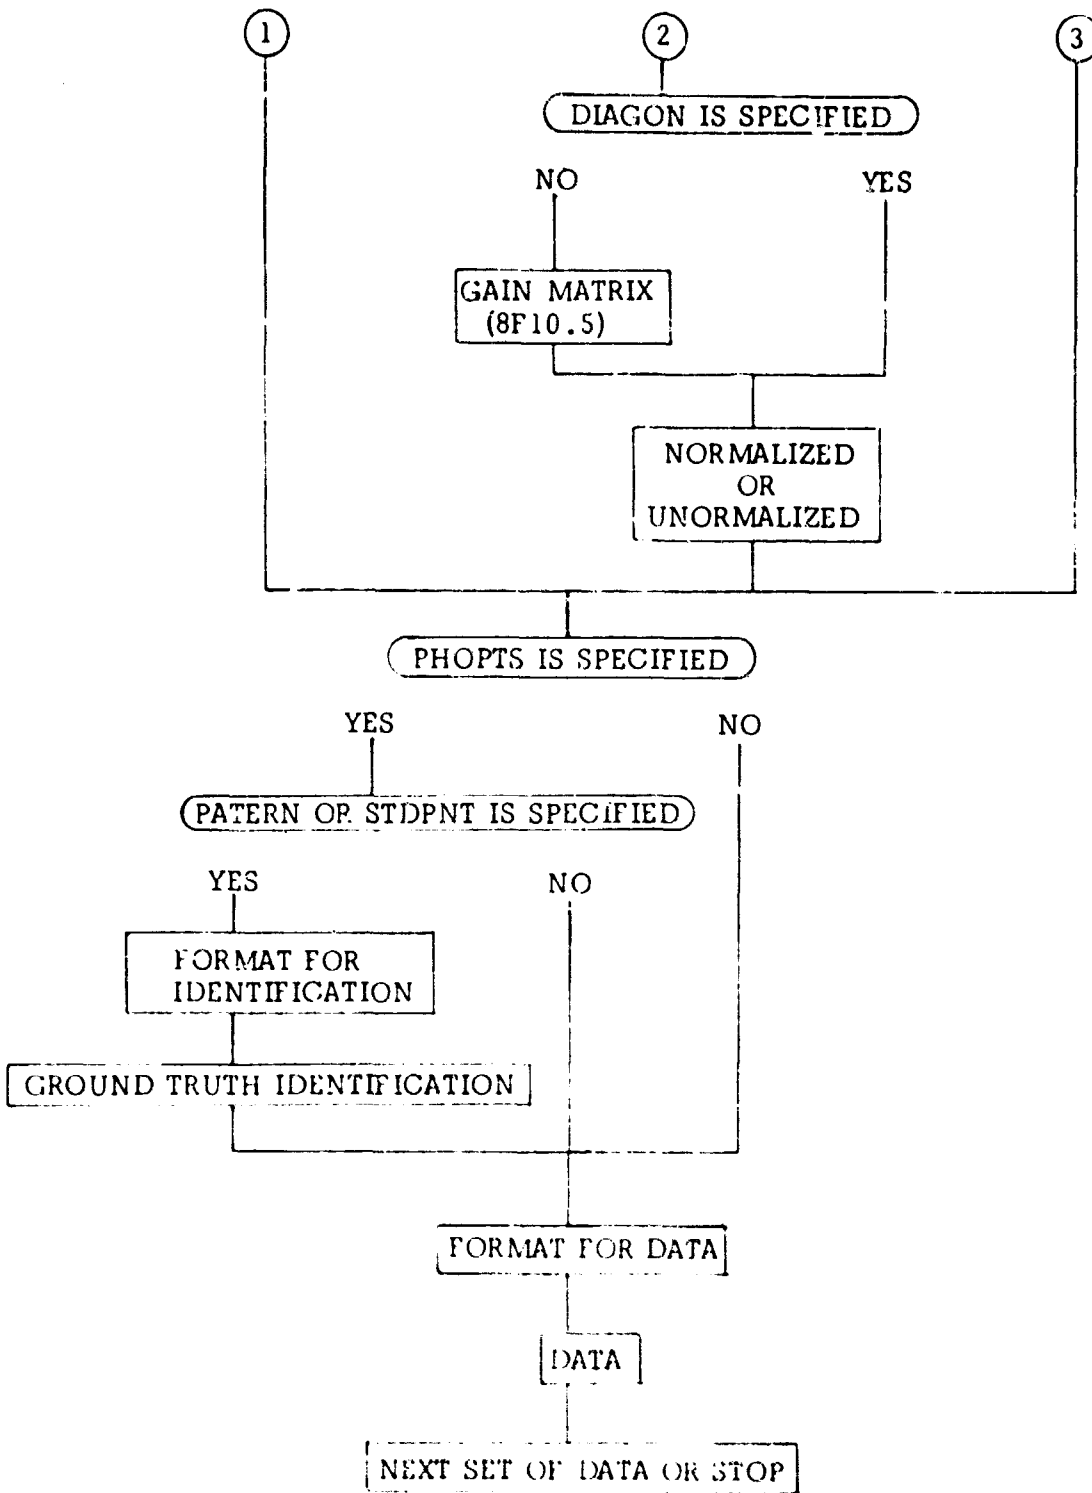 1 2 3
DIAGON IS SPECIFIED
NO YES
GAIN MATRIX
(8F10.5)
NORMALIZED
OR
UNORMALIZED
PHOPTS IS SPECIFIED
YES NO
PATERN OR STDPNT IS SPECIFIED
YES NO
FORMAT FOR
IDENTIFICATION
GROUND TRUTH IDENTIFICATION
FORMAT FOR DATA
DATA
NEXT SET OF DATA OR STOP